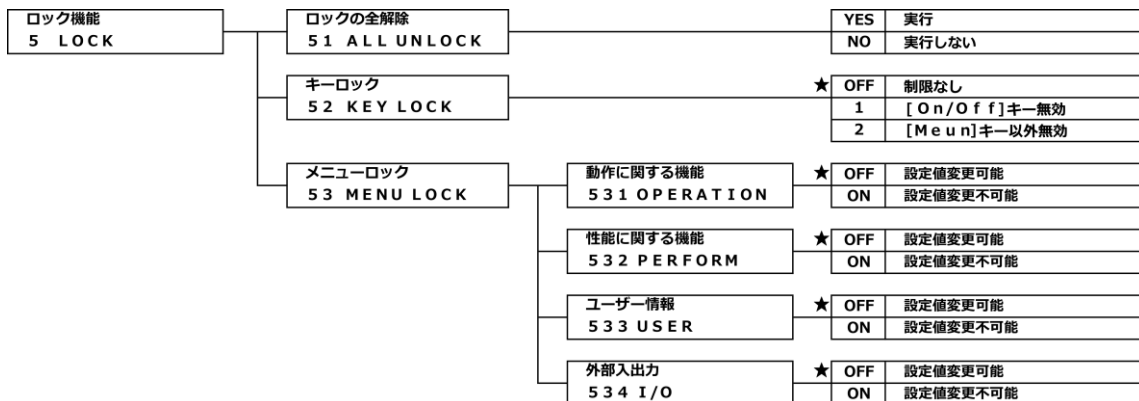 ロック機能
5 LOCK
ロックの全解除
51 ALL UNLOCK
YES 実行
NO 実行しない
キーロック
52 KEY LOCK
★ OFF 制限なし
1 [On/Off]キー無効
2 [Meun]キー以外無効
メニューロック
53 MENU LOCK
動作に関する機能
531 OPERATION
★ OFF 設定値変更可能
ON 設定値変更不可能
性能に関する機能
532 PERFORM
★ OFF 設定値変更可能
ON 設定値変更不可能
ユーザー情報
533 USER
★ OFF 設定値変更可能
ON 設定値変更不可能
外部入出力
534 I/O
★ OFF 設定値変更可能
ON 設定値変更不可能